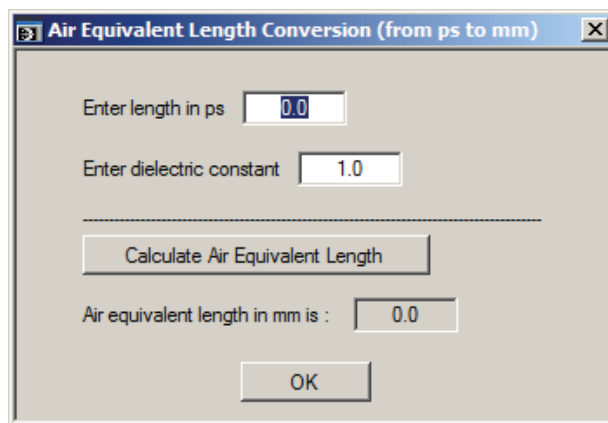 Air Equivalent Length Conversion (from ps to mm)
Enter length in ps 0.0
Enter dielectric constant 1.0
Calculate Air Equivalent Length
Air equivalent length in mm is : 0.0
OK